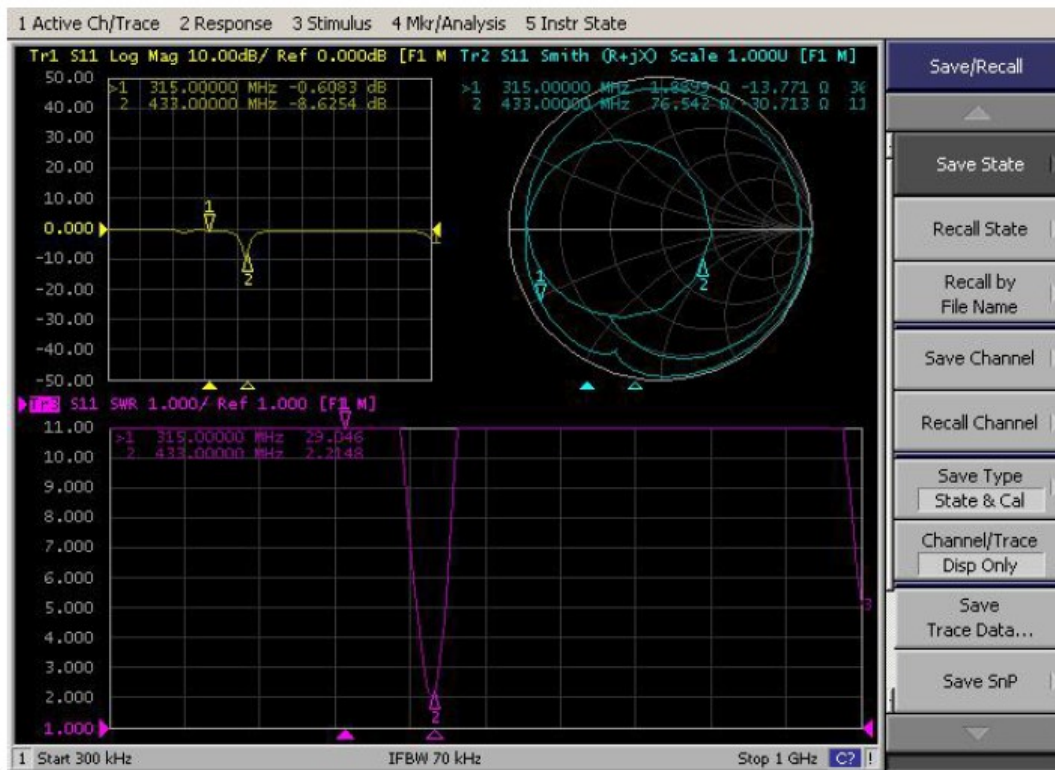 1 Active Ch/Trace 2 Response 3 Stimulus 4 Mkr/Analysis 5 Instr State
Tr1 S11 Log Mag 10.00dB/ Ref 0.000dB [F1 M
50.00
>1 315.00000 MHz -0.6083 dB
2 433.00000 MHz -8.6254 dB
40.00
30.00
20.00
10.00
1
0.000
-10.00
2
-20.00
-30.00
-40.00
-50.00
Tr2 S11 Smith (R+jX) Scale 1.000U [F1 M]
>1 315.00000 MHz Ω -13.771 Ω
2 433.00000 MHz 76.542 Ω -30.713 Ω 11
1
2
Tr3 S11 SWR 1.000/ Ref 1.000 [F1 M]
11.00
>1 315.00000 MHz 29.046
2 433.00000 MHz 2.2148
10.00
9.000
8.000
7.000
6.000
5.000
4.000
3.000
2.000
2
1.000
1 Start 300 kHz IFBW 70 kHz Stop 1 GHz C? !
Save/Recall
Save State
Recall State
Recall by
File Name
Save Channel
Recall Channel
Save Type
State & Cal
Channel/Trace
Disp Only
Save
Trace Data...
Save SnP